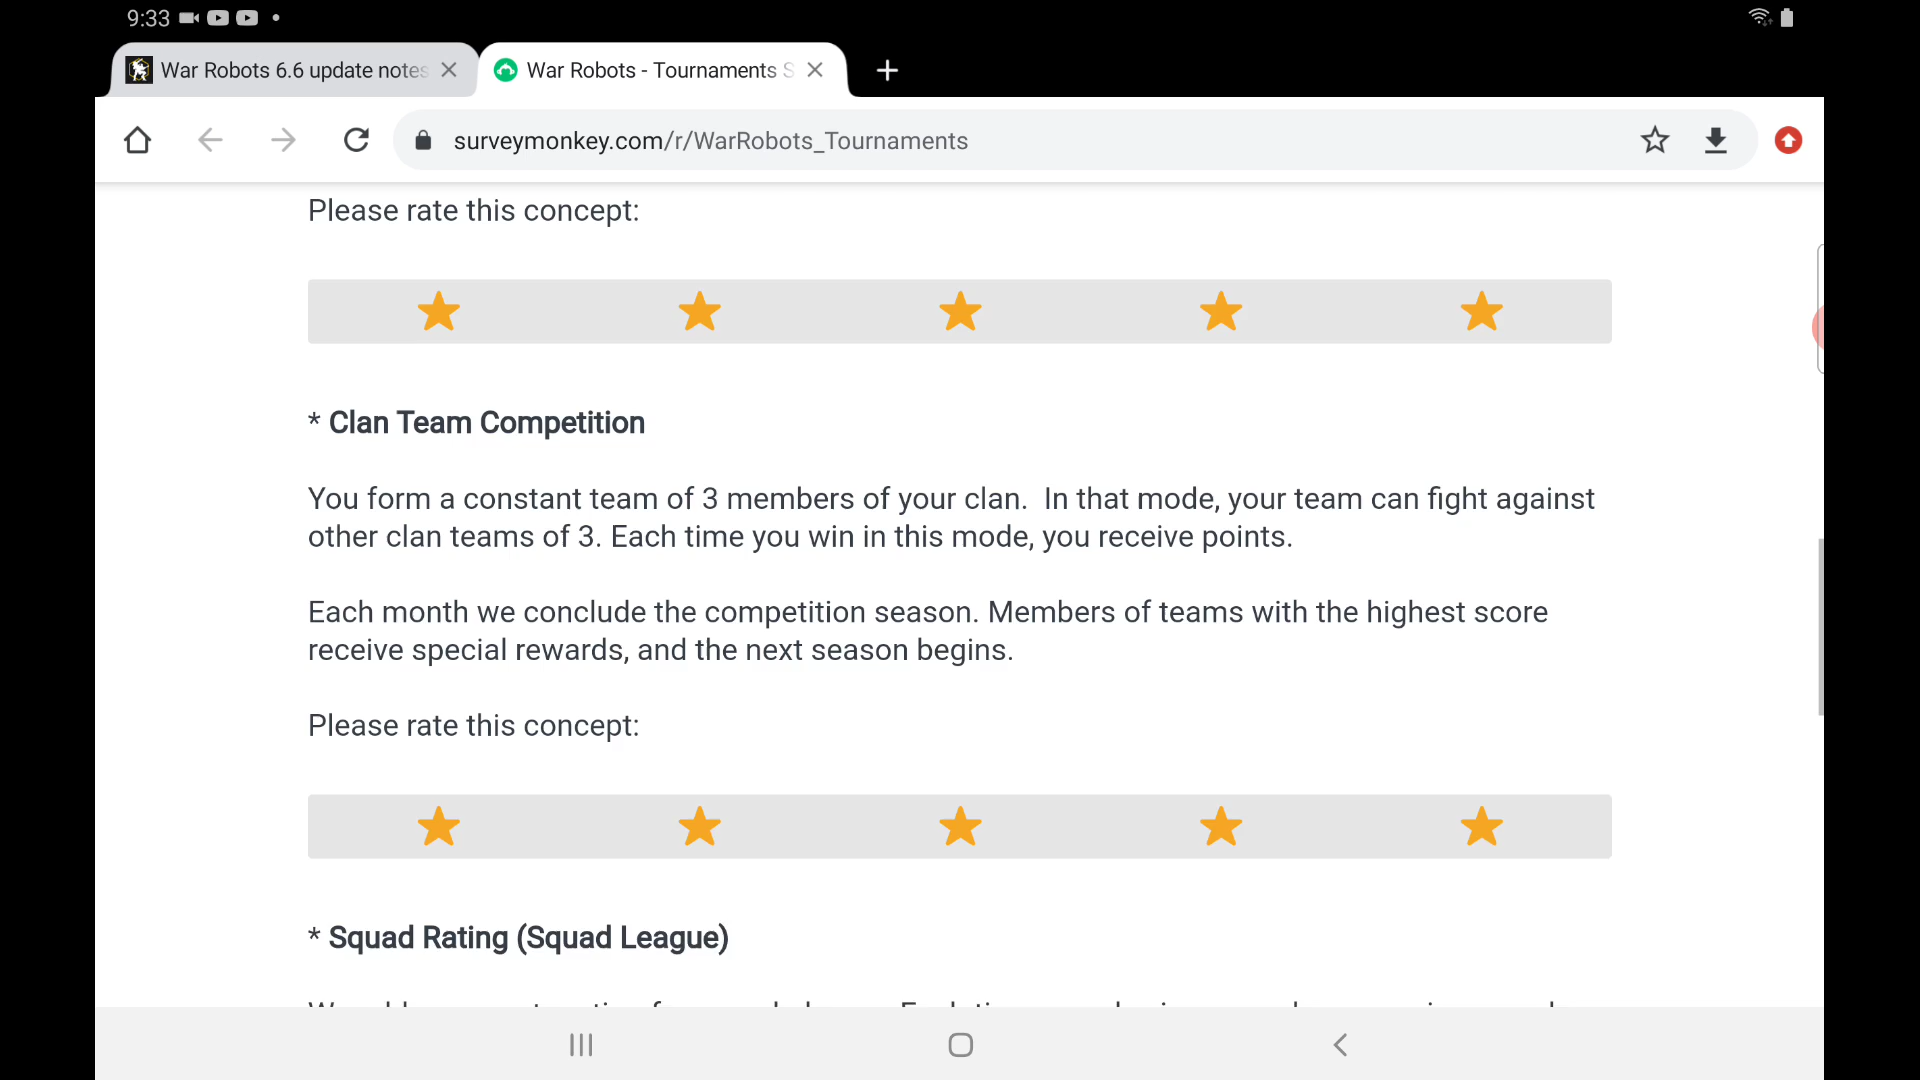 9:33
War Robots 6.6 update notes
War Robots - Tournaments S
surveymonkey.com/r/WarRobots_Tournaments
Please rate this concept:
* Clan Team Competition
You form a constant team of 3 members of your clan.  In that mode, your team can fight against
other clan teams of 3. Each time you win in this mode, you receive points.
Each month we conclude the competition season. Members of teams with the highest score
receive special rewards, and the next season begins.
Please rate this concept:
* Squad Rating (Squad League)